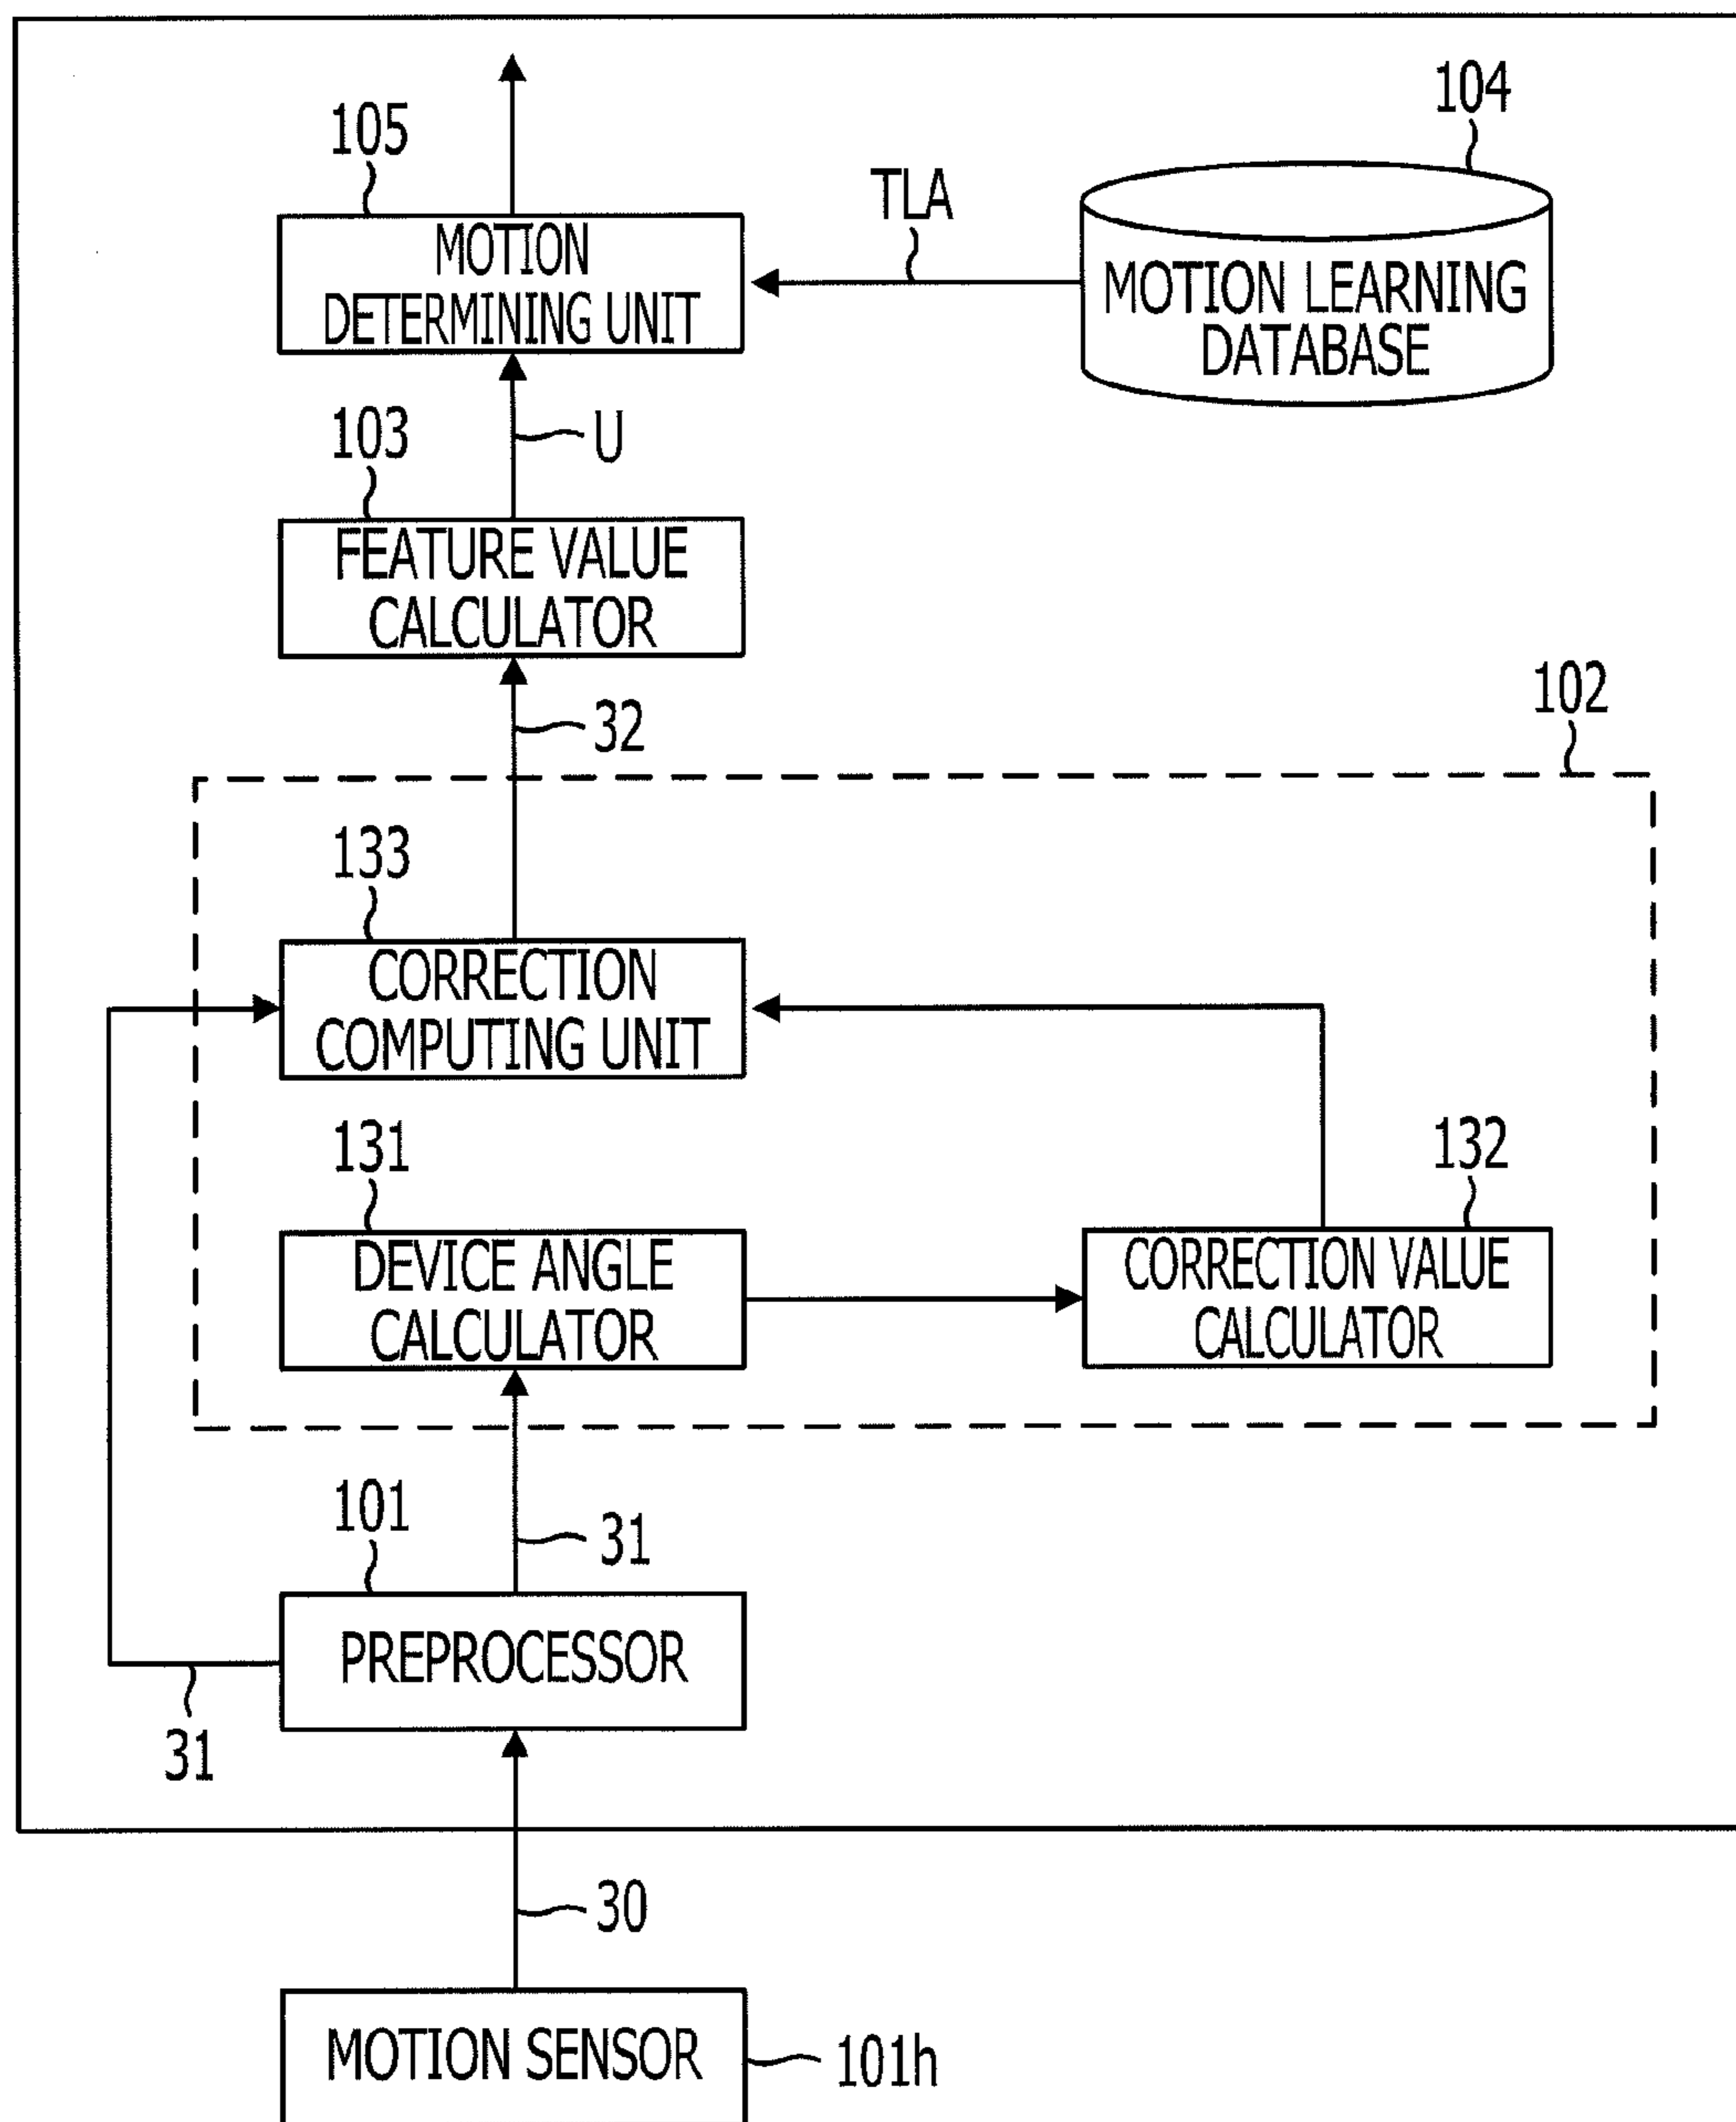 104
105
TLA
MOTION
DETERMINING UNIT
MOTION LEARNING
DATABASE
103
U
FEATURE VALUE
CALCULATOR
102
32
133
CORRECTION
COMPUTING UNIT
131
132
DEVICE ANGLE
CALCULATOR
CORRECTION VALUE
CALCULATOR
101
31
PREPROCESSOR
31
30
MOTION SENSOR
101h